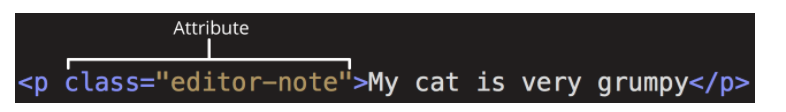 Attribute
<p class="editor-note">My cat is very grumpy</p>